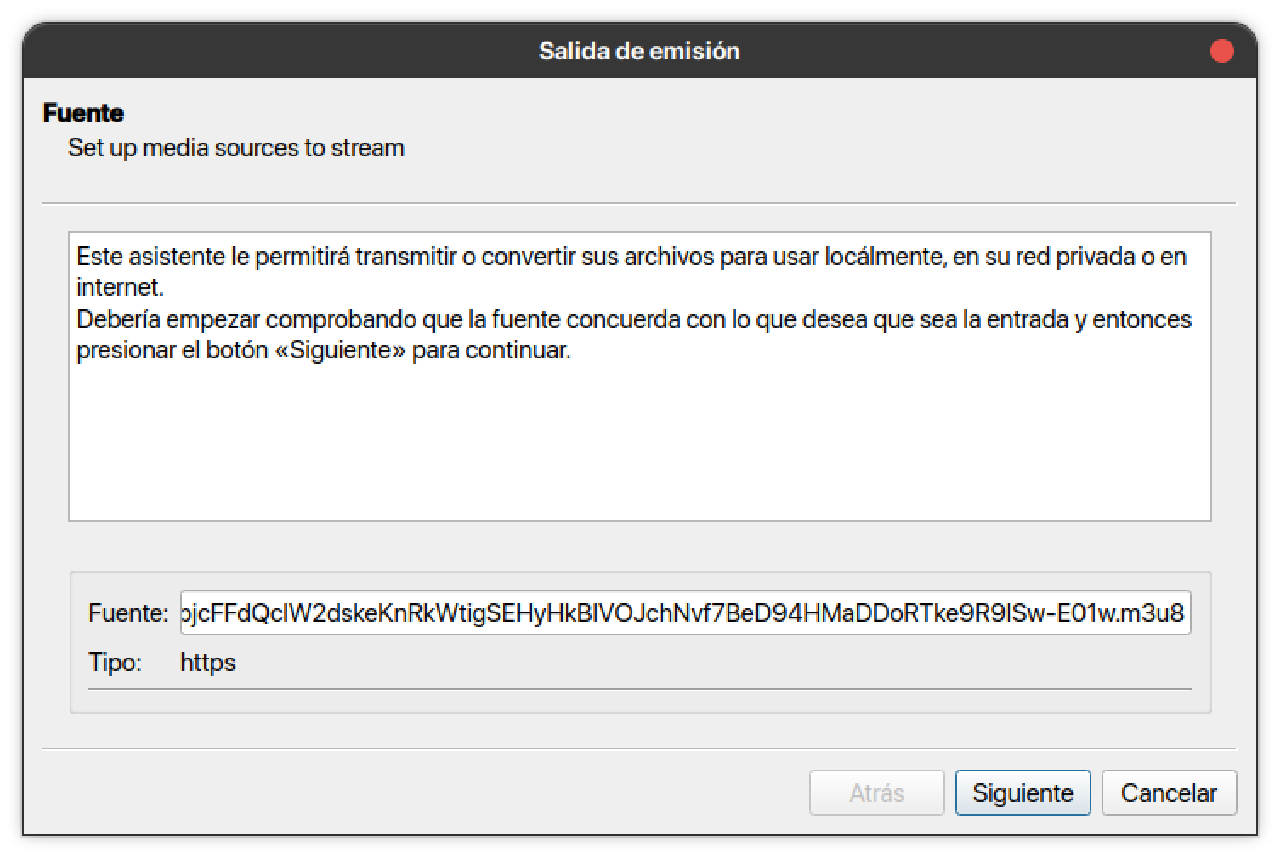 Salida de emisión
Fuente
Set up media sources to stream
Este asistente le permitirá transmitir o convertir sus archivos para usar locálmente, en su red privada o en
internet.
Debería empezar comprobando que la fuente concuerda con lo que desea que sea la entrada y entonces
presionar el botón «Siguiente» para continuar.
Fuente: ojcFFdQclW2dskeKnRkWtigSEHyHkBlVOJchNvf7BeD94HMaDDoRTke9R9lSw-E01w.m3u8
Tipo: https
Atrás Siguiente Cancelar